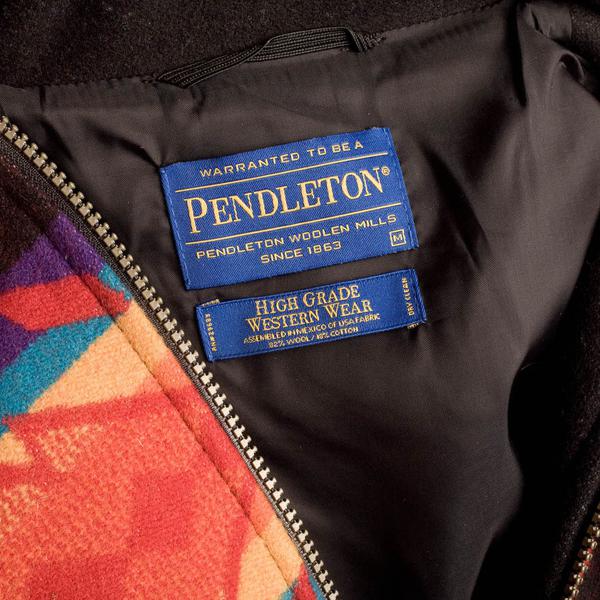 WARRANTED TO BE A
PENDLETON®
PENDLETON WOOLEN MILLS
SINCE 1863
M
HIGH GRADE
WESTERN WEAR
ASSEMBLED IN MEXICO OF USA FABRIC
82% WOOL / 18% COTTON
DRY CLEAN